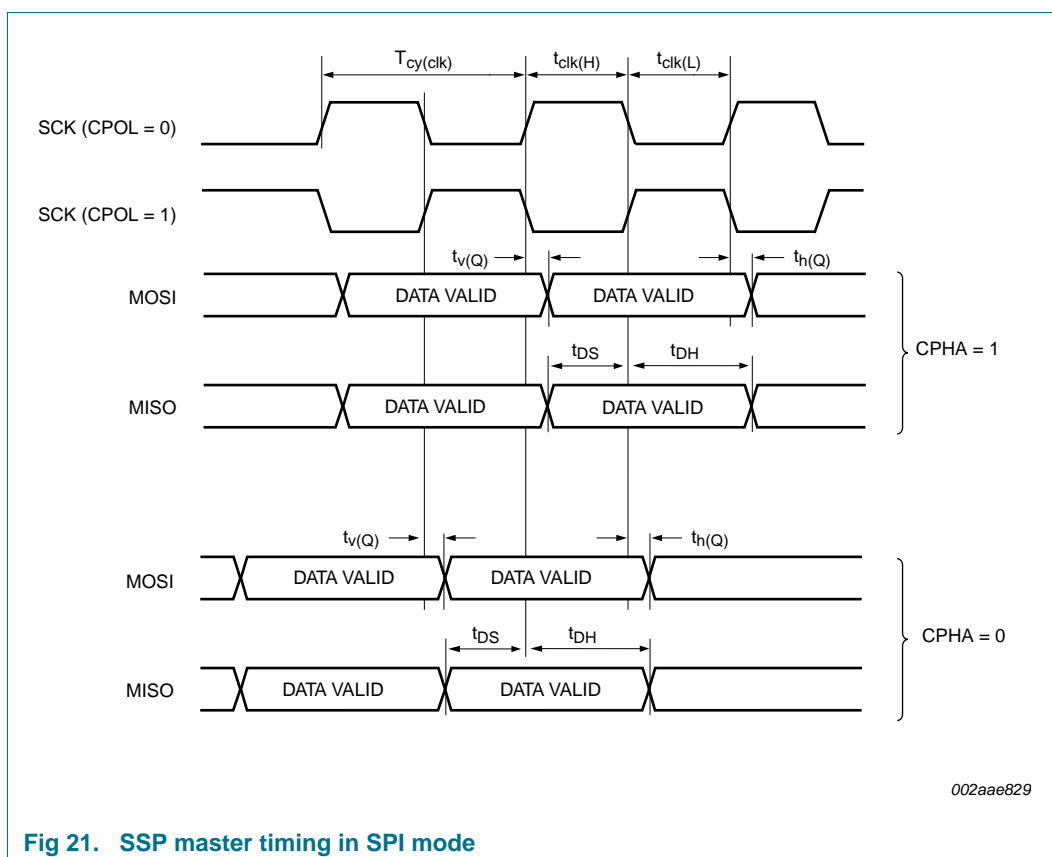 Tcy(clk) tclk(H) tclk(L)
SCK (CPOL = 0)
SCK (CPOL = 1)
tv(Q) th(Q)
MOSI DATA VALID DATA VALID
CPHA = 1
tDS tDH
MISO DATA VALID DATA VALID
tv(Q) th(Q)
MOSI DATA VALID DATA VALID
CPHA = 0
tDS tDH
MISO DATA VALID DATA VALID
002aae829
Fig 21. SSP master timing in SPI mode